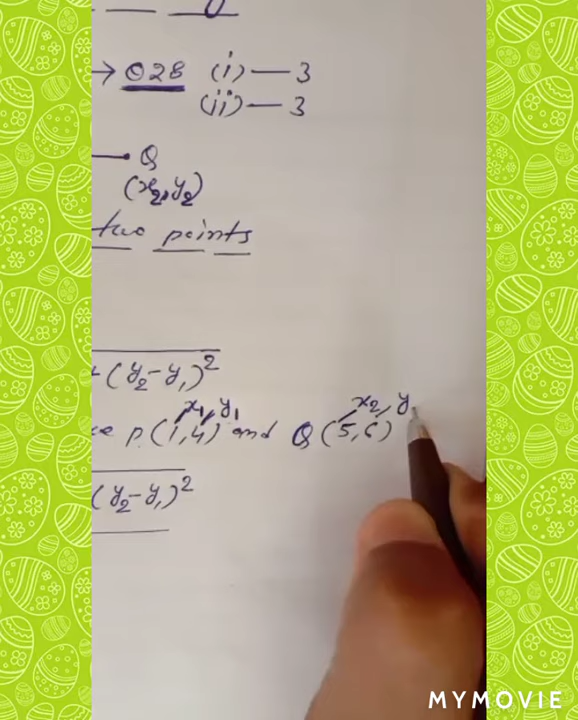 → 028 (i) — 3
(ii) — 3
Q
(x₂, y₂)
two points
(y₂-y₁)²
x₁, y₁ x₂, y
P(1,4) and Q(5,6)
(y₂-y₁)²
MYMOVIE